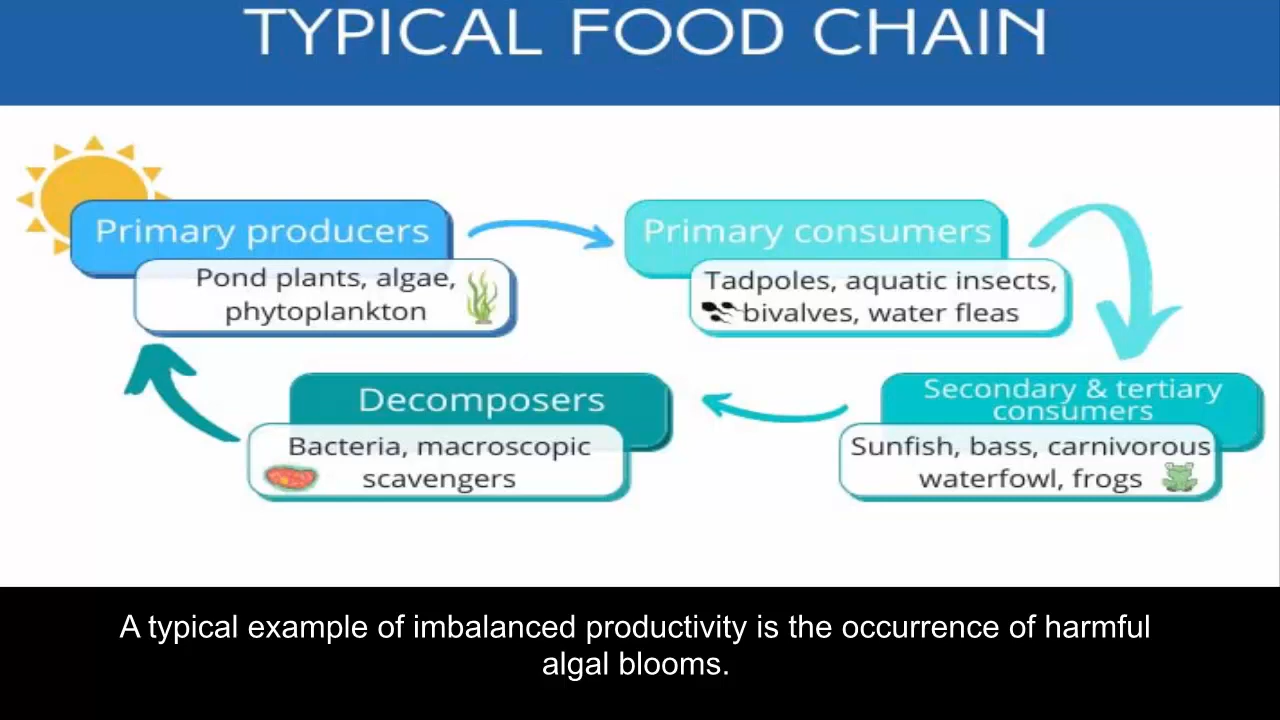 TYPICAL FOOD CHAIN
Primary producers
Pond plants, algae,
phytoplankton
Primary consumers
Tadpoles, aquatic insects,
bivalves, water fleas
Secondary & tertiary
consumers
Sunfish, bass, carnivorous
waterfowl, frogs
Decomposers
Bacteria, macroscopic
scavengers
A typical example of imbalanced productivity is the occurrence of harmful
algal blooms.